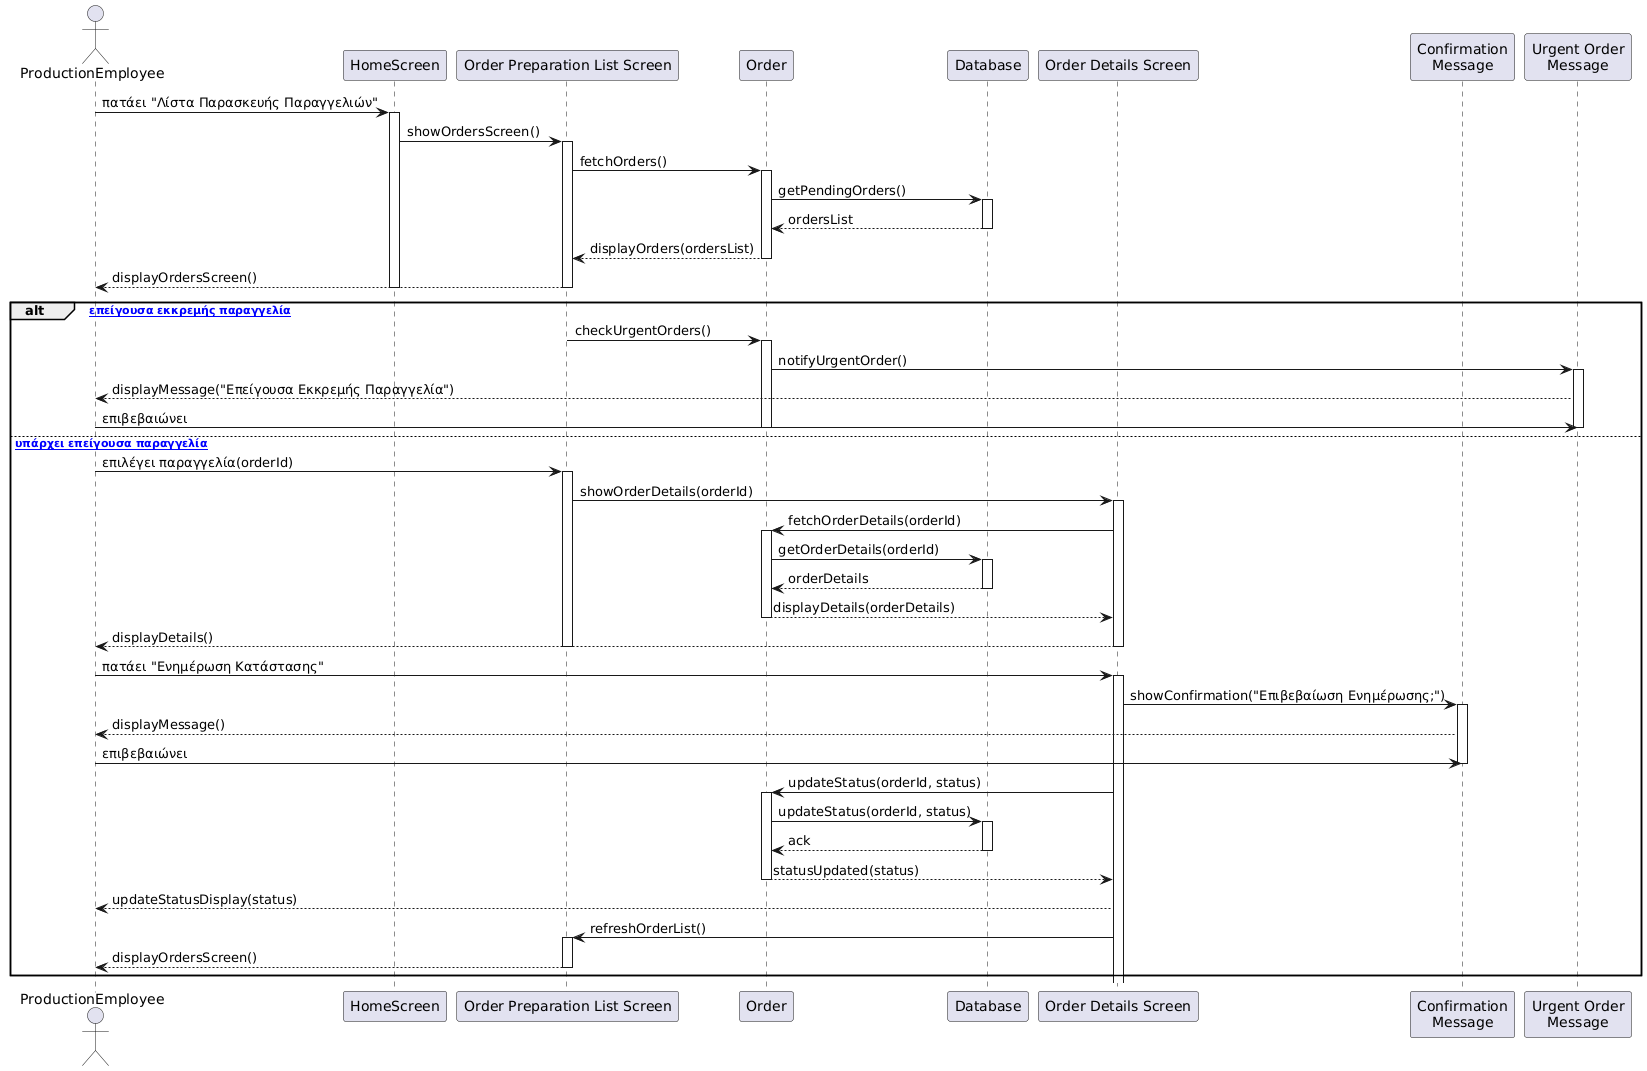 ProductionEmployee
HomeScreen
Order Preparation List Screen
Order
Database
Order Details Screen
Confirmation
Message
Urgent Order
Message
πατάει "Λίστα Παρασκευής Παραγγελιών"
showOrdersScreen()
fetchOrders()
getPendingOrders()
ordersList
displayOrders(ordersList)
displayOrdersScreen()
alt
επείγουσα εκκρεμής παραγγελία
checkUrgentOrders()
notifyUrgentOrder()
displayMessage("Επείγουσα Εκκρεμής Παραγγελία")
επιβεβαιώνει
υπάρχει επείγουσα παραγγελία
επιλέγει παραγγελία(orderId)
showOrderDetails(orderId)
fetchOrderDetails(orderId)
getOrderDetails(orderId)
orderDetails
displayDetails(orderDetails)
displayDetails()
πατάει "Ενημέρωση Κατάστασης"
showConfirmation("Επιβεβαίωση Ενημέρωσης;")
displayMessage()
επιβεβαιώνει
updateStatus(orderId, status)
updateStatus(orderId, status)
ack
statusUpdated(status)
updateStatusDisplay(status)
refreshOrderList()
displayOrdersScreen()
ProductionEmployee
HomeScreen
Order Preparation List Screen
Order
Database
Order Details Screen
Confirmation
Message
Urgent Order
Message